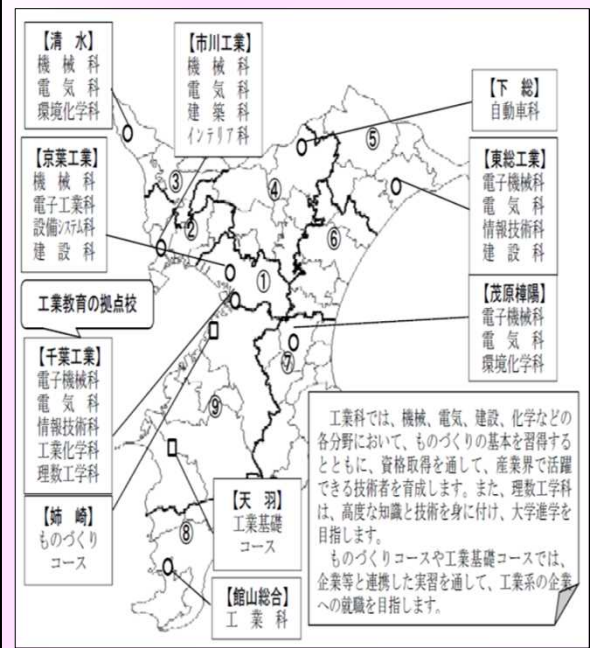 【清 水】
機 械 科
電 気 科
環境化学科
【市川工業】
機 械 科
電 気 科
建 築 科
インテリア科
【下 総】
自動車科
【京葉工業】
機 械 科
電子工業科
設備システム科
建 設 科
【東総工業】
電子機械科
電 気 科
情報技術科
建 設 科
工業教育の拠点校
【千葉工業】
電子機械科
電 気 科
情報技術科
工業化学科
理数工学科
【茂原樟陽】
電子機械科
電 気 科
環境化学科
【姉 崎】
ものづくり
コース
【天 羽】
工業基礎
コース
【館山総合】
工 業 科
①
②
③
④
⑤
⑥
⑦
⑧
⑨
工業科では、機械、電気、建設、化学などの
各分野において、ものづくりの基本を習得する
とともに、資格取得を通して、産業界で活躍
できる技術者を育成します。また、理数工学科
は、高度な知識と技術を身に付け、大学進学を
目指します。
ものづくりコースや工業基礎コースでは、
企業等と連携した実習を通して、工業系の企業
への就職を目指します。